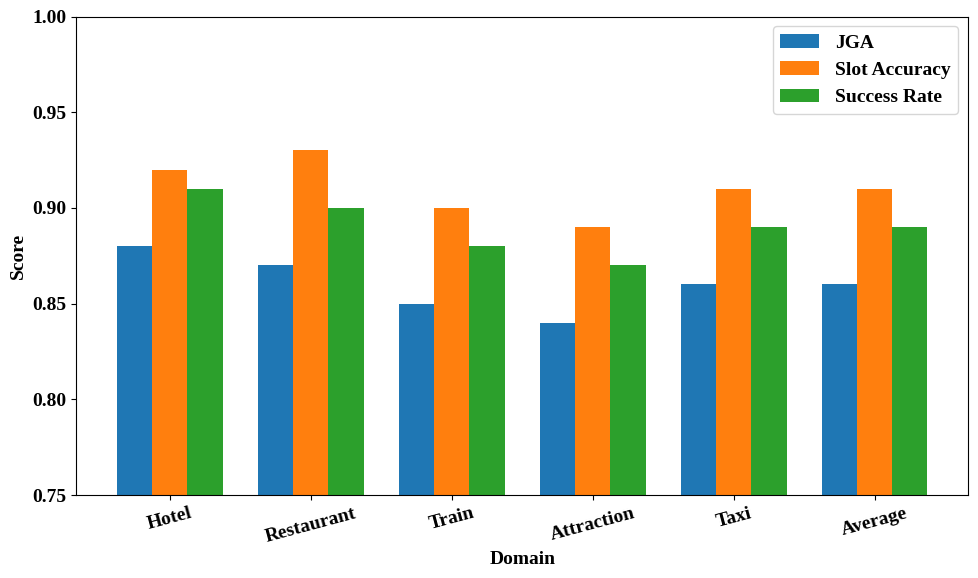 1.00
0.95
0.90
0.85
0.80
0.75
Score
JGA
Slot Accuracy
Success Rate
Hotel
Restaurant
Train
Attraction
Taxi
Average
Domain